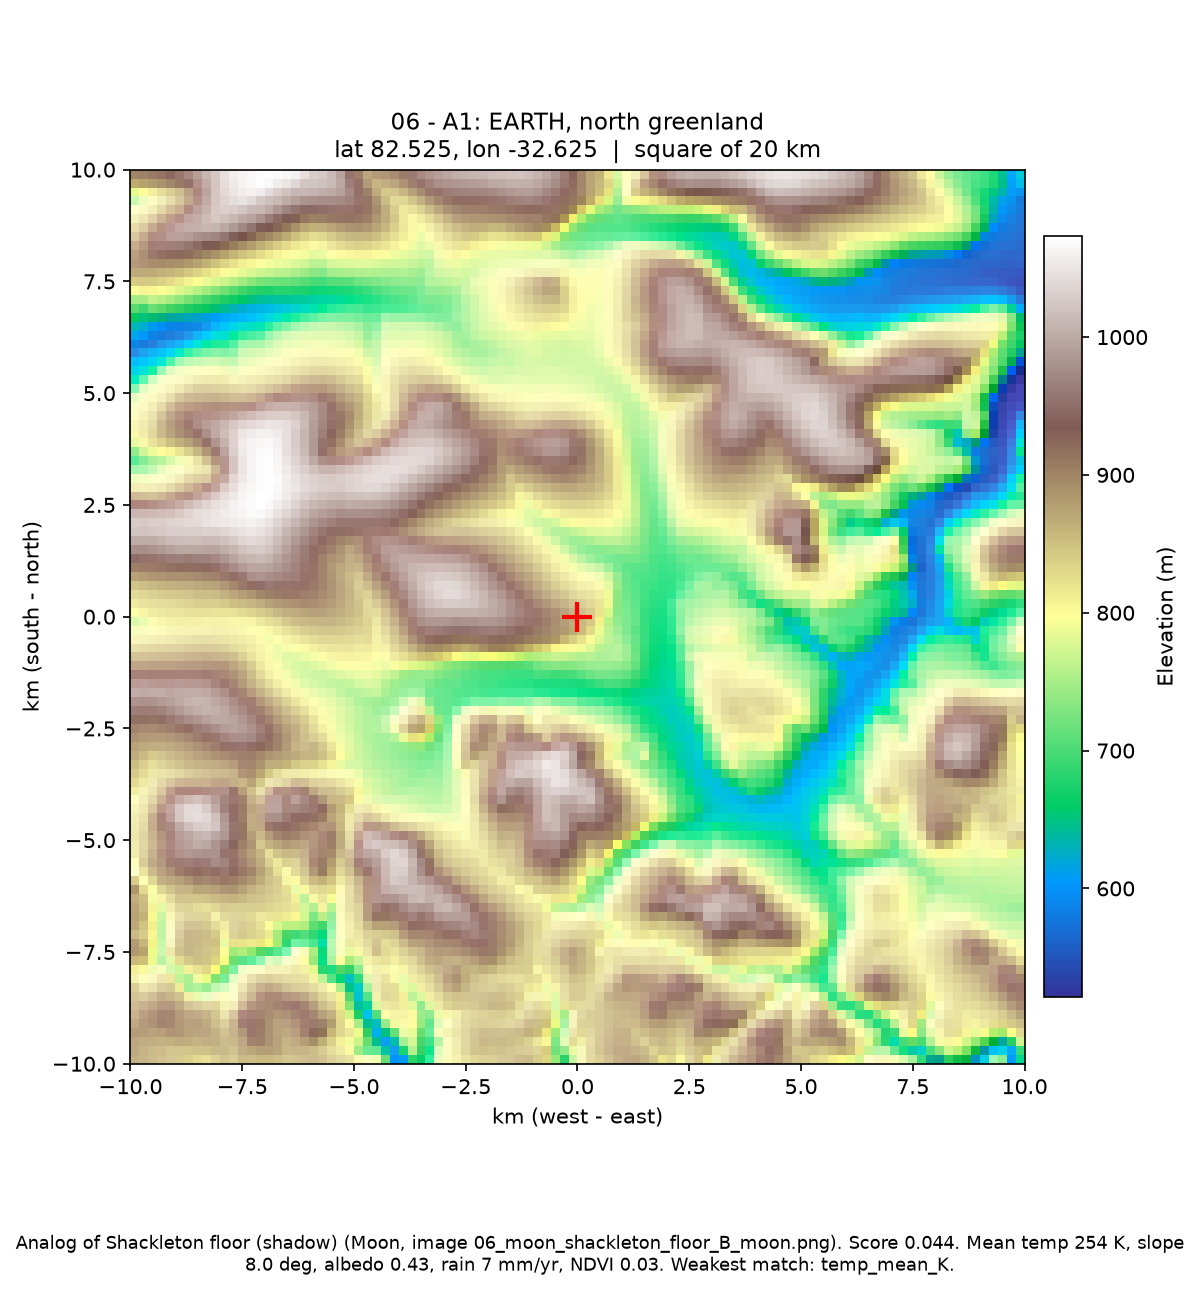 06 - A1: EARTH, north greenland
lat 82.525, lon -32.625  |  square of 20 km
10.0
7.5
5.0
2.5
0.0
−2.5
−5.0
−7.5
−10.0
km (south - north)
−10.0 −7.5 −5.0 −2.5 0.0 2.5 5.0 7.5 10.0
km (west - east)
1000
900
800
700
600
Elevation (m)
Analog of Shackleton floor (shadow) (Moon, image 06_moon_shackleton_floor_B_moon.png). Score 0.044. Mean temp 254 K, slope
8.0 deg, albedo 0.43, rain 7 mm/yr, NDVI 0.03. Weakest match: temp_mean_K.